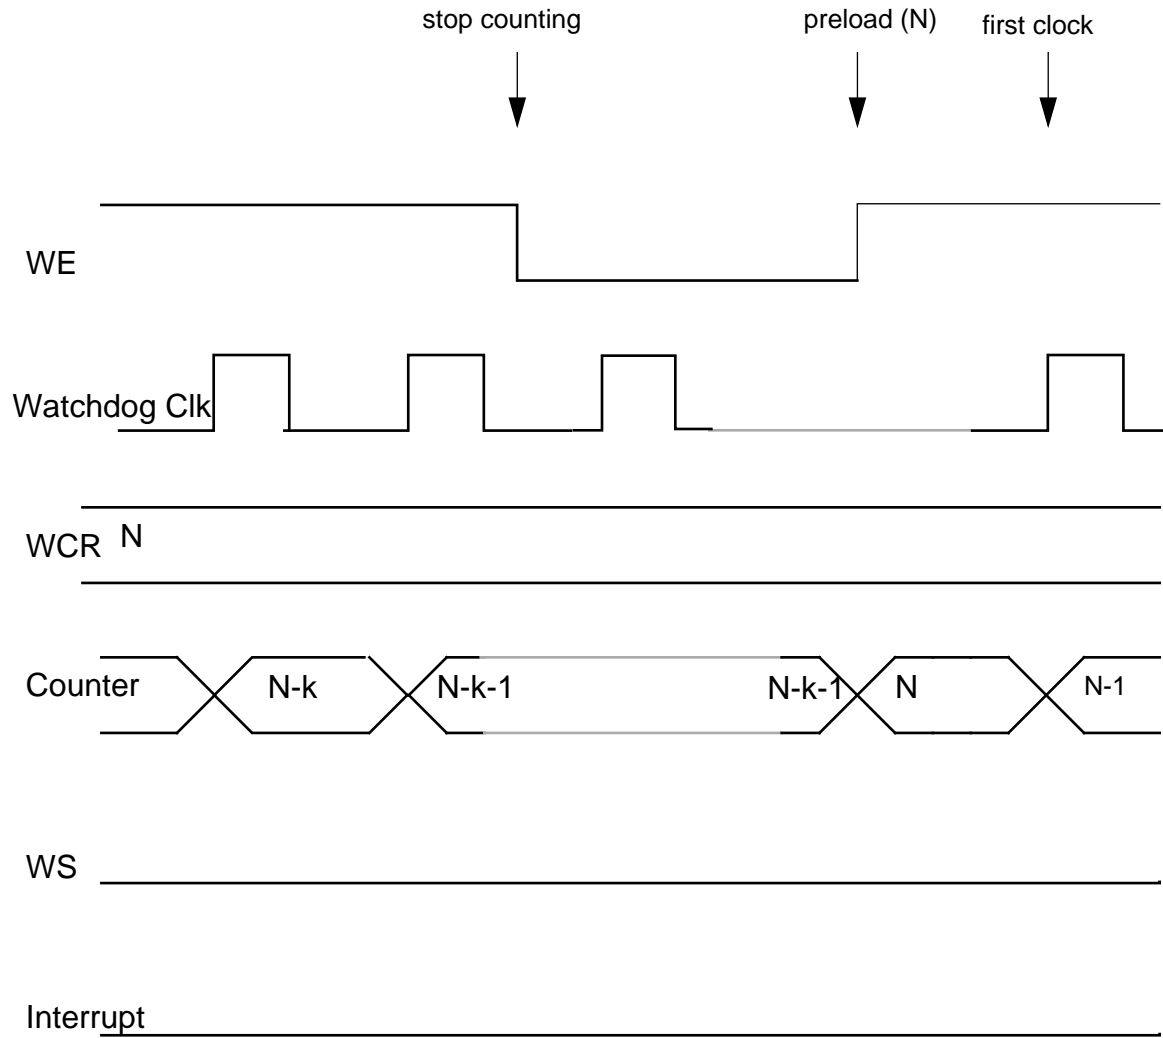 stop counting preload (N) first clock
WE
Watchdog Clk
WCR N
Counter N-k N-k-1 N-k-1 N N-1
WS
Interrupt